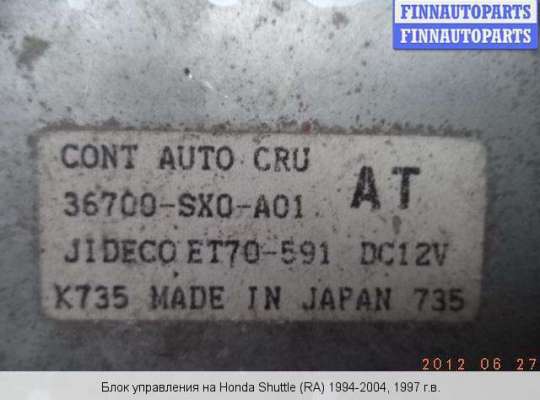 FINNAUTOPARTS
FINNAUTOPARTS
CONT AUTO CRU
AT
36700-SX0-A01
JIDECO ET70-591 DC12V
K735 MADE IN JAPAN 735
2012 06 27
Блок управления на Honda Shuttle (RA) 1994-2004, 1997 г.в.